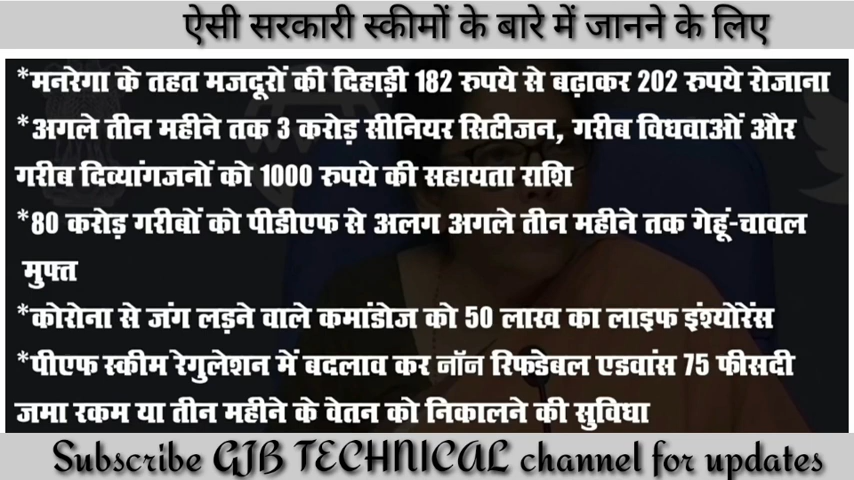 ऐसी सरकारी स्कीमों के बारे में जानने के लिए
*मनरेगा के तहत मजदूरों की दिहाड़ी 182 रुपये से बढ़ाकर 202 रुपये रोजाना
*अगले तीन महीने तक 3 करोड़ सीनियर सिटीजन, गरीब विधवाओं और
गरीब दिव्यांगजनों को 1000 रुपये की सहायता राशि
*80 करोड़ गरीबों को पीडीएफ से अलग अगले तीन महीने तक गेहूं-चावल
मुफ्त
*कोरोना से जंग लड़ने वाले कमांडोज को 50 लाख का लाइफ इंश्योरेंस
*पीएफ स्कीम रेगुलेशन में बदलाव कर नॉन रिफंडेबल एडवांस 75 फीसदी
जमा रकम या तीन महीने के वेतन को निकालने की सुविधा
Subscribe GJB TECHNICAL channel for updates